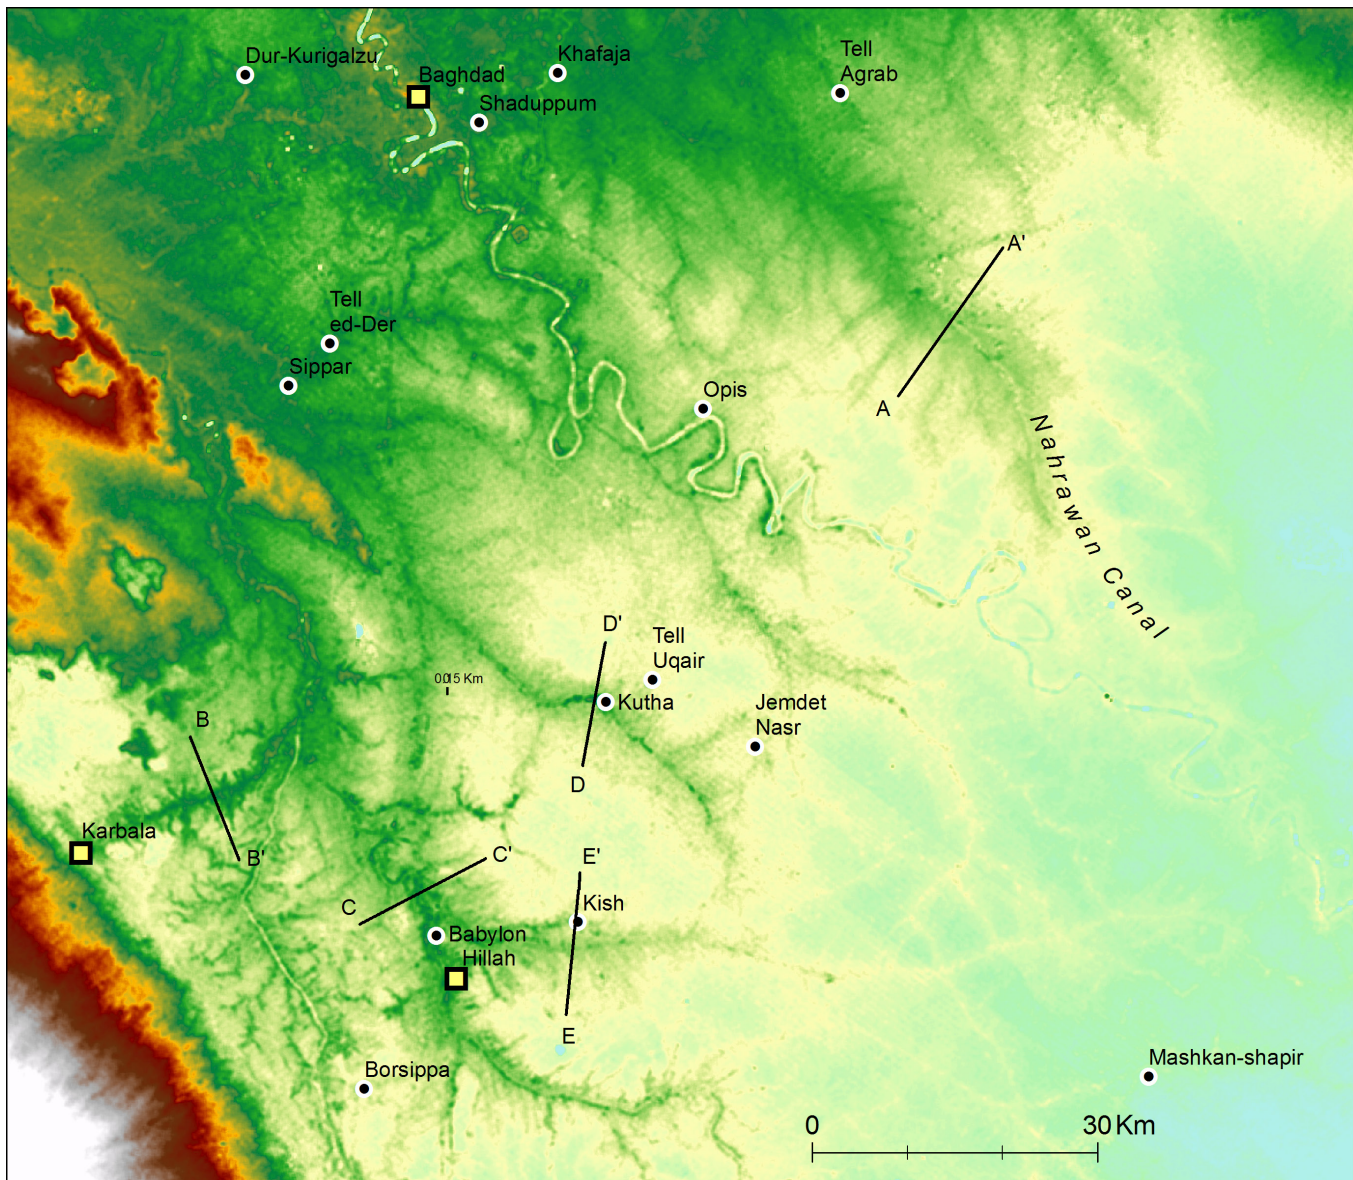 Dur-Kurigalzu
Baghdad
Khafaja
Shaduppum
Tell
Agrab
A'
Tell
ed-Der
Sippar
Opis
A
Nahrawan Canal
D'
Tell
Uqair
Kutha
Jemdet
Nasr
B
D
Karbala
B'
C'
E'
C
Kish
Babylon
Hillah
E
Borsippa
Mashkan-shapir
0
30 Km